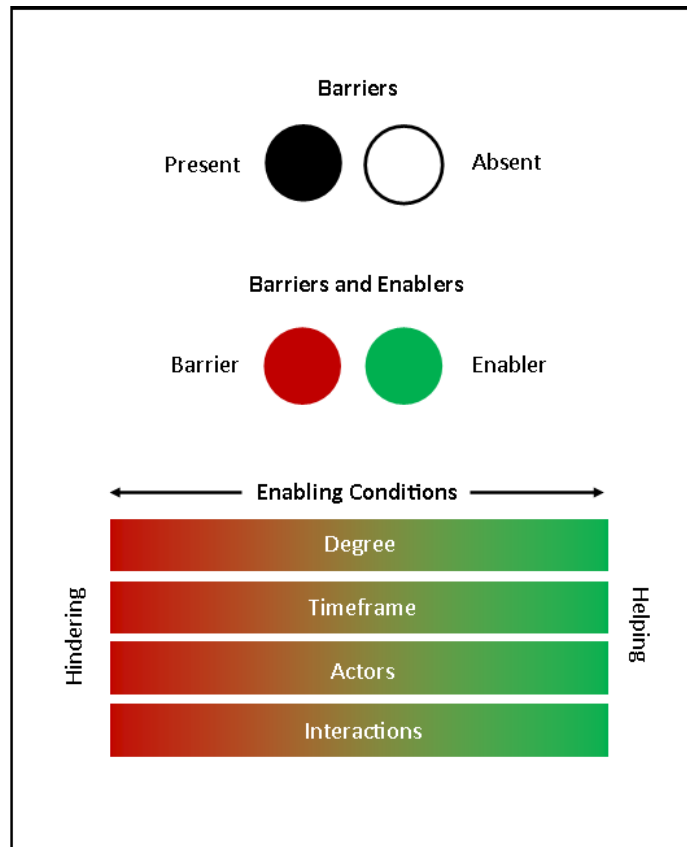 Barriers
Present
Absent
Barriers and Enablers
Barrier
Enabler
Enabling Conditions
Hindering
Degree
Timeframe
Actors
Interactions
Helping